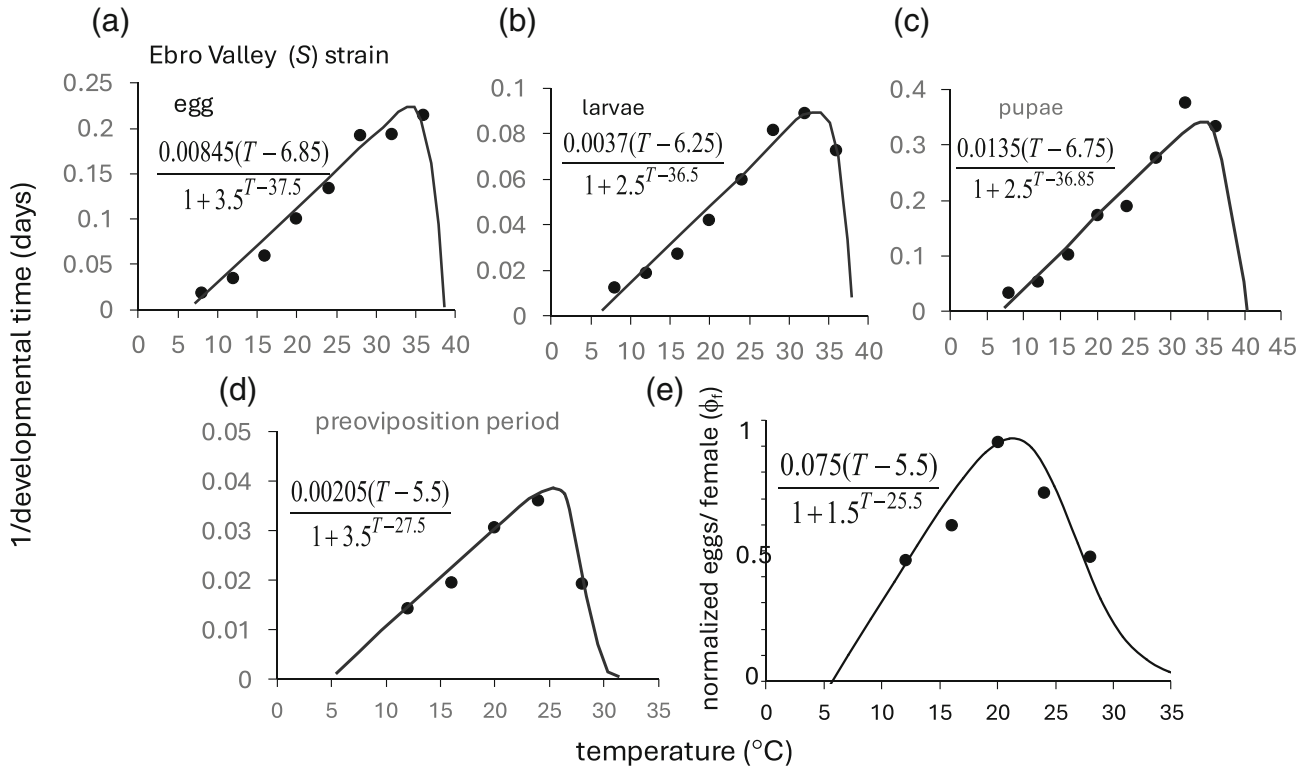 (a)
Ebro Valley (S) strain
egg
0.00845(T − 6.85)
1+3.5^{T−37.5}
0.25
0.2
0.15
0.1
0.05
0
0 5 10 15 20 25 30 35 40
(b)
larvae
0.0037(T − 6.25)
1+2.5^{T−36.5}
0.1
0.08
0.06
0.04
0.02
0
0 5 10 15 20 25 30 35 40
(c)
pupae
0.0135(T − 6.75)
1+2.5^{T−36.85}
0.4
0.3
0.2
0.1
0
0 5 10 15 20 25 30 35 40 45
1/developmental time (days)
(d)
preoviposition period
0.00205(T − 5.5)
1+3.5^{T−27.5}
0.05
0.04
0.03
0.02
0.01
0
0 5 10 15 20 25 30 35
(e)
normalized eggs/ female (ϕf)
0.075(T − 5.5)
1+1.5^{T−25.5}
1
0.5
0
0 5 10 15 20 25 30 35
temperature (°C)